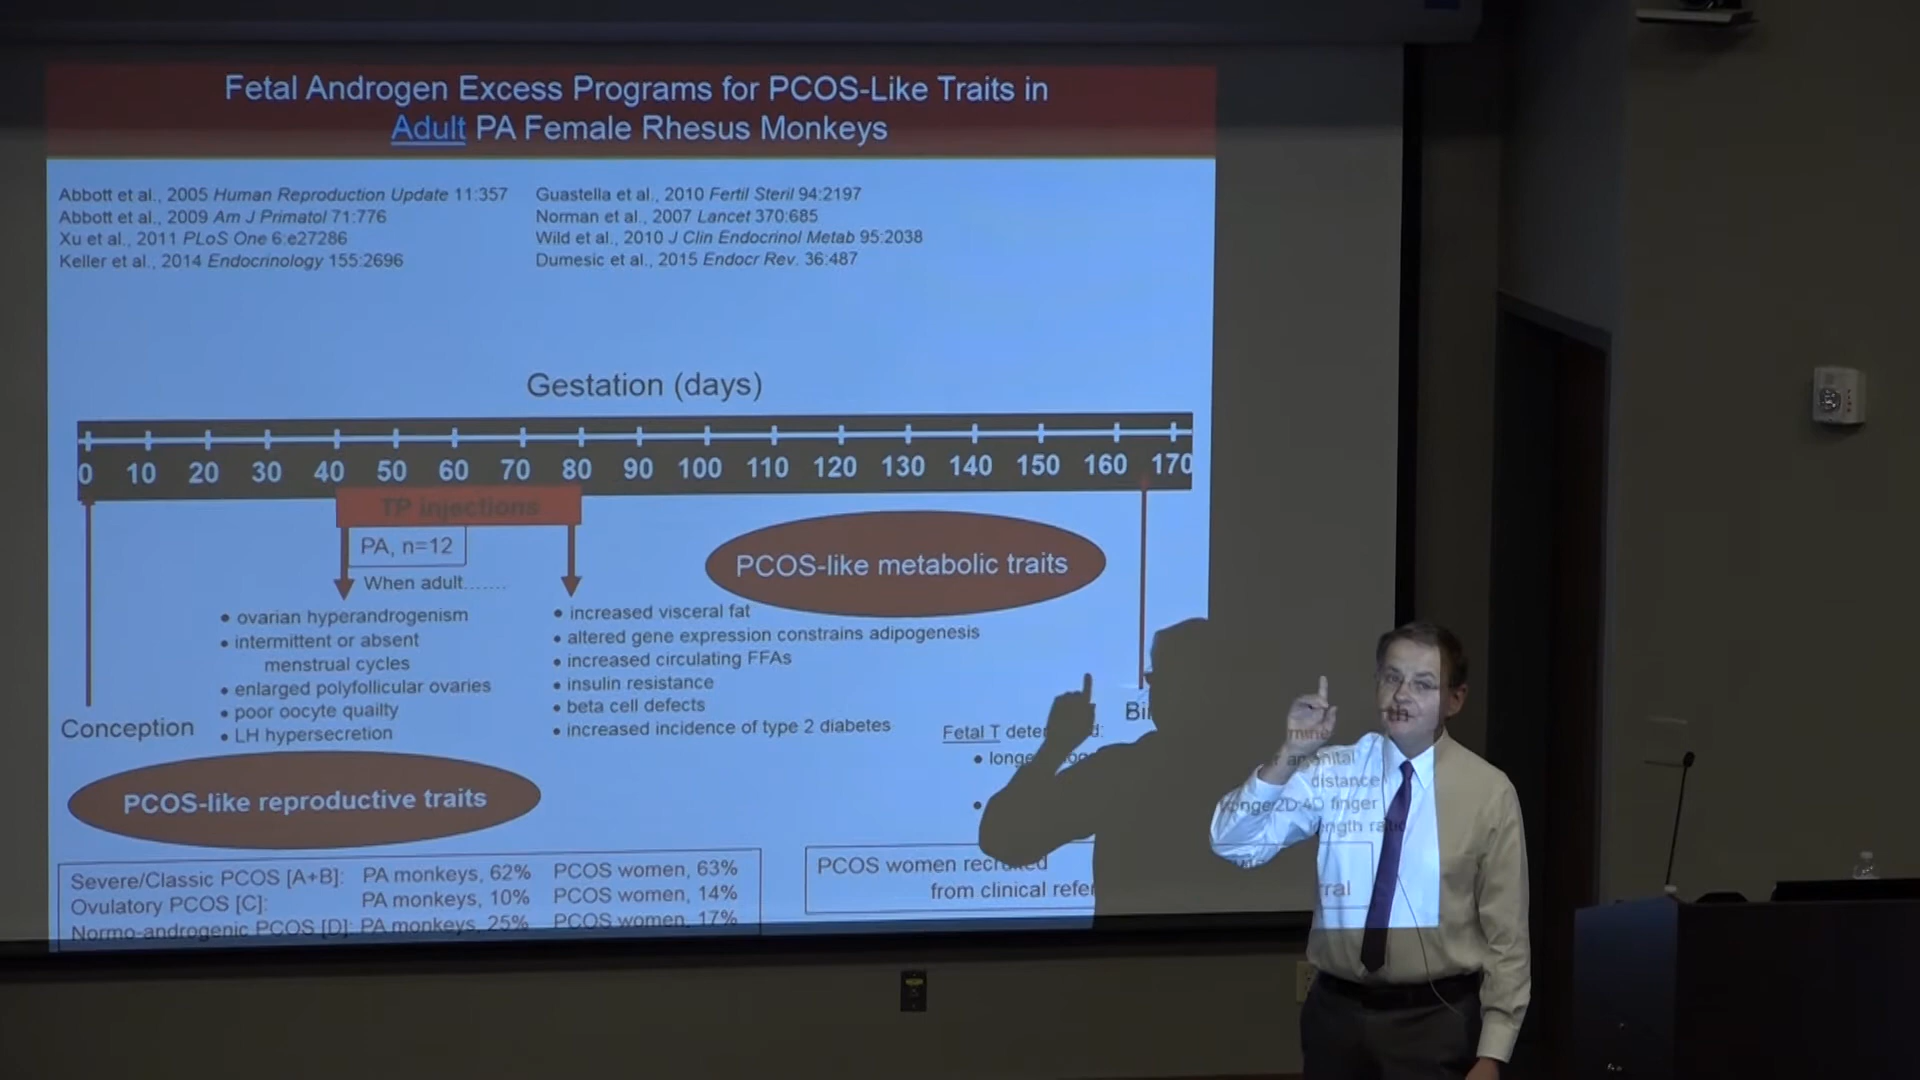 Fetal Androgen Excess Programs for PCOS-Like Traits in
Adult PA Female Rhesus Monkeys
Abbott et al., 2005 Human Reproduction Update 11:357
Abbott et al., 2009 Am J Primatol 71:776
Xu et al., 2011 PLoS One 6:e27286
Keller et al., 2014 Endocrinology 155:2696
Guastella et al., 2010 Fertil Steril 94:2197
Norman et al., 2007 Lancet 370:685
Wild et al., 2010 J Clin Endocrinol Metab 95:2038
Dumesic et al., 2015 Endocr Rev. 36:487
Gestation (days)
0 10 20 30 40 50 60 70 80 90 100 110 120 130 140 150 160 170
TP injections
PA, n=12
When adult.......
• ovarian hyperandrogenism
• intermittent or absent
menstrual cycles
• enlarged polyfollicular ovaries
• poor oocyte quailty
• LH hypersecretion
PCOS-like metabolic traits
• increased visceral fat
• altered gene expression constrains adipogenesis
• increased circulating FFAs
• insulin resistance
• beta cell defects
• increased incidence of type 2 diabetes
Conception
PCOS-like reproductive traits
Fetal T
distance
2D:4D finger
length
Severe/Classic PCOS [A+B]: PA monkeys, 62% PCOS women, 63%
Ovulatory PCOS [C]: PA monkeys, 10% PCOS women, 14%
Normo-androgenic PCOS [D]: PA monkeys, 25% PCOS women, 17%
PCOS women
from clinical